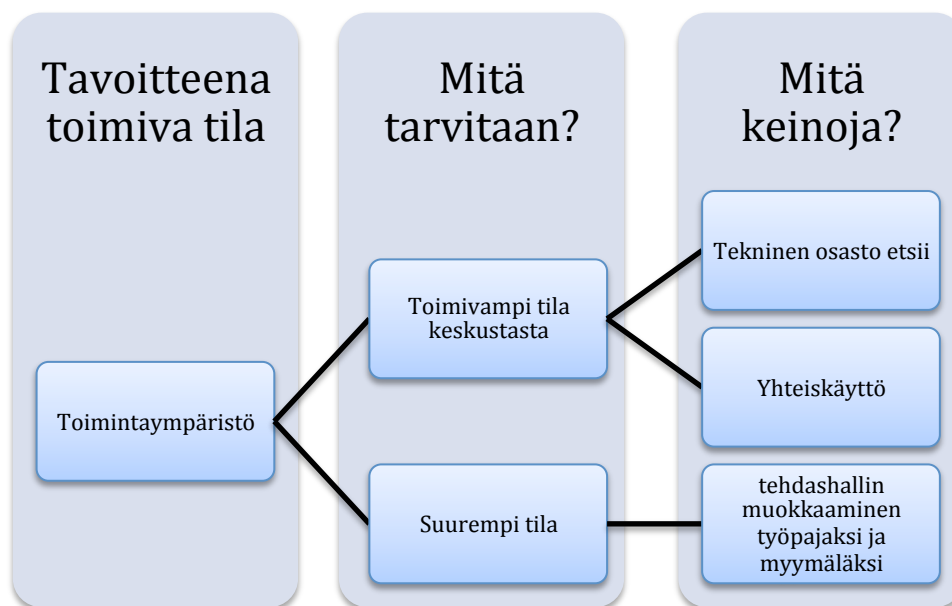 Tavoitteena
toimiva tila
Toimintaympäristö
Mitä
tarvitaan?
Toimivampi tila
keskustasta
Suurempi tila
Mitä
keinoja?
Tekninen osasto etsii
Yhteiskäyttö
tehdashallin
muokkaaminen
työpajaksi ja
myymäläksi